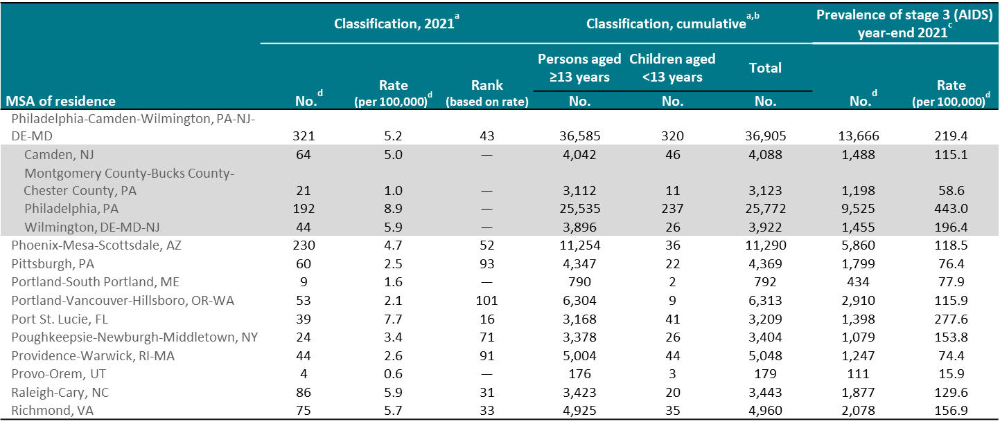 Classification, 2021a
Classification, cumulativea,b
Prevalence of stage 3 (AIDS)
year-end 2021c
Persons aged
≥13 years
Children aged
<13 years
Total
MSA of residence
No.d
Rate
(per 100,000)d
Rank
(based on rate)
No.
No.
No.
No.d
Rate
(per 100,000)d
Philadelphia-Camden-Wilmington, PA-NJ-
DE-MD 321 5.2 43 36,585 320 36,905 13,666 219.4
Camden, NJ 64 5.0 — 4,042 46 4,088 1,488 115.1
Montgomery County-Bucks County-
Chester County, PA 21 1.0 — 3,112 11 3,123 1,198 58.6
Philadelphia, PA 192 8.9 — 25,535 237 25,772 9,525 443.0
Wilmington, DE-MD-NJ 44 5.9 — 3,896 26 3,922 1,455 196.4
Phoenix-Mesa-Scottsdale, AZ 230 4.7 52 11,254 36 11,290 5,860 118.5
Pittsburgh, PA 60 2.5 93 4,347 22 4,369 1,799 76.4
Portland-South Portland, ME 9 1.6 — 790 2 792 434 77.9
Portland-Vancouver-Hillsboro, OR-WA 53 2.1 101 6,304 9 6,313 2,910 115.9
Port St. Lucie, FL 39 7.7 16 3,168 41 3,209 1,398 277.6
Poughkeepsie-Newburgh-Middletown, NY 24 3.4 71 3,378 26 3,404 1,079 153.8
Providence-Warwick, RI-MA 44 2.6 91 5,004 44 5,048 1,247 74.4
Provo-Orem, UT 4 0.6 — 176 3 179 111 15.9
Raleigh-Cary, NC 86 5.9 31 3,423 20 3,443 1,877 129.6
Richmond, VA 75 5.7 33 4,925 35 4,960 2,078 156.9